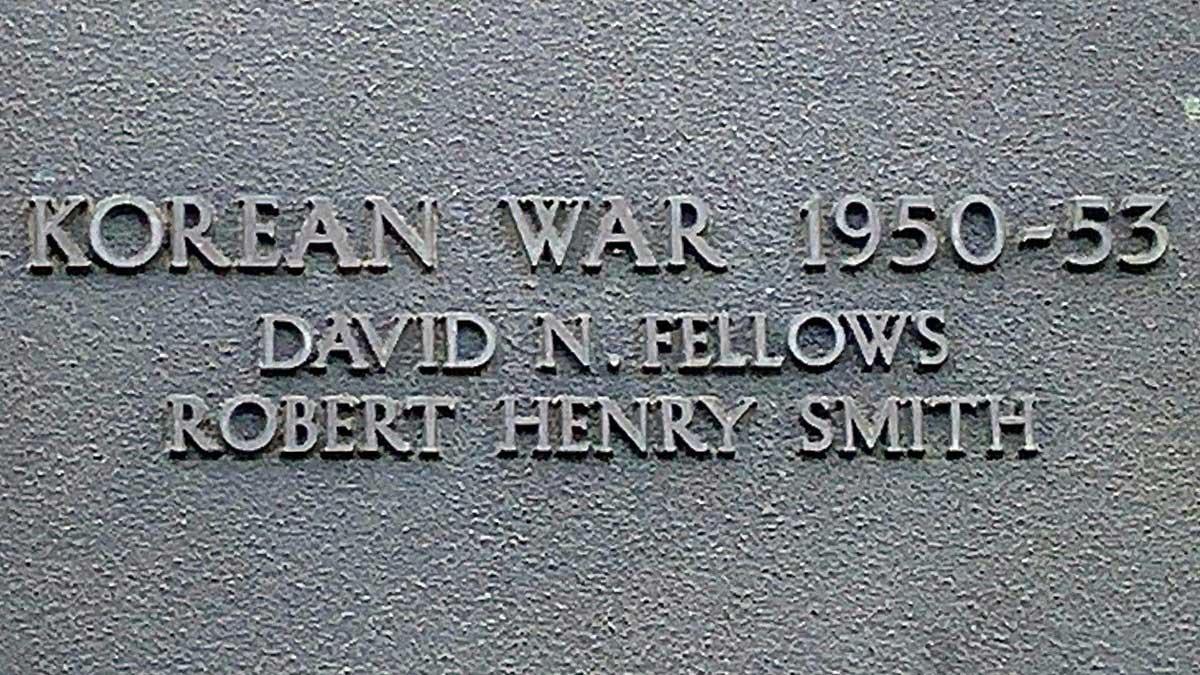 KOREAN WAR 1950-53
DAVID N. FELLOWS
ROBERT HENRY SMITH